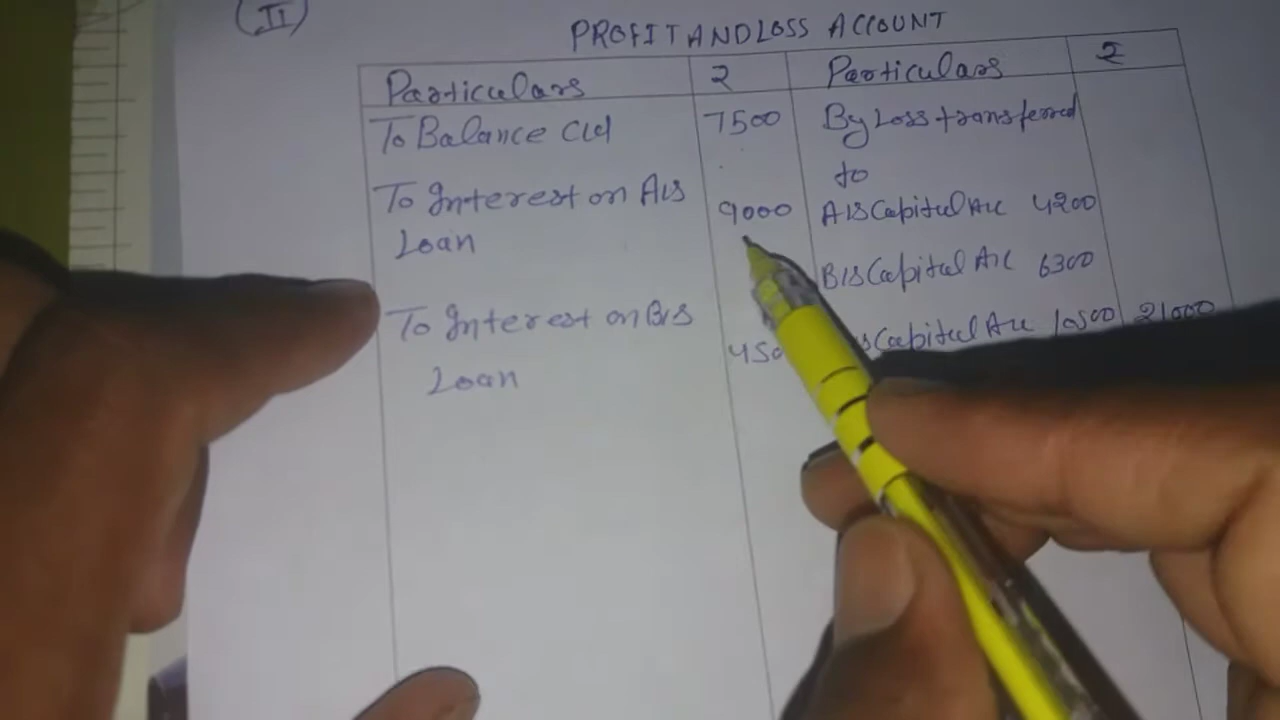 (II)
PROFIT AND LOSS ACCOUNT
Particulars ₹ Particulars ₹
To Balance c/d 7500 By Loss transferred
to
To Interest on A's 9000 A's Capital A/c 4200
Loan
B's Capital A/c 6300
To Interest on B's Capital A/c 10500 21000
Loan 450